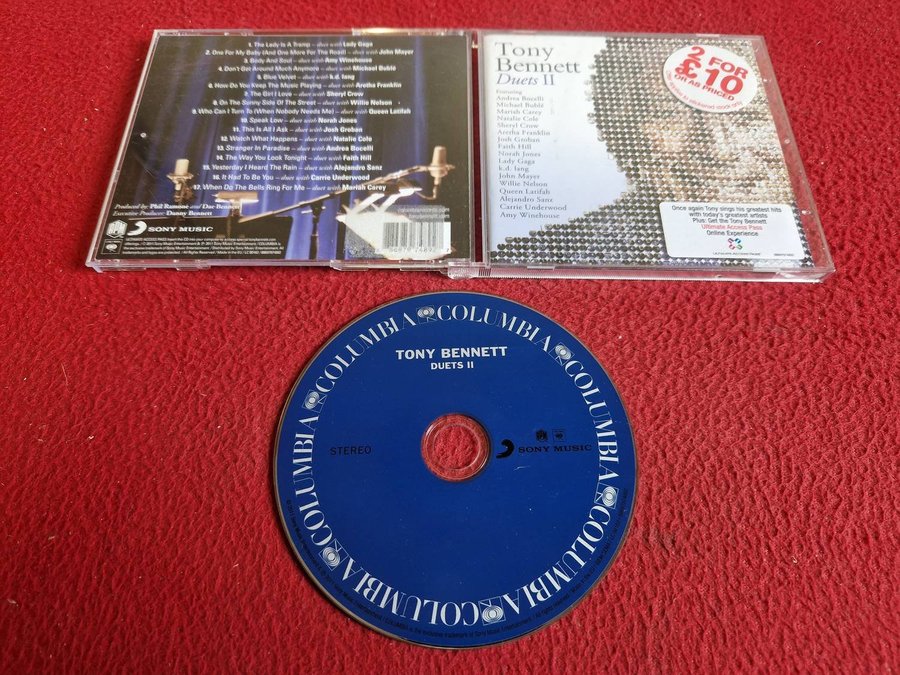 1. The Lady Is A Tramp – duet with Lady Gaga
2. One For My Baby (And One More For The Road) – duet with John Mayer
3. Body And Soul – duet with Amy Winehouse
4. Don't Get Around Much Anymore – duet with Michael Bublé
5. Blue Velvet – duet with k.d. lang
6. How Do You Keep The Music Playing – duet with Aretha Franklin
7. The Girl I Love – duet with Sheryl Crow
8. On The Sunny Side Of The Street – duet with Willie Nelson
9. Who Can I Turn To (When Nobody Needs Me) – duet with Queen Latifah
10. Speak Low – duet with Norah Jones
11. This Is All I Ask – duet with Josh Groban
12. Watch What Happens – duet with Natalie Cole
13. Stranger In Paradise – duet with Andrea Bocelli
14. The Way You Look Tonight – duet with Faith Hill
15. Yesterday I Heard The Rain – duet with Alejandro Sanz
16. It Had To Be You – duet with Carrie Underwood
17. When Do The Bells Ring For Me – duet with Mariah Carey
Produced by: Phil Ramone and Dae Bennett
Executive Producer: Danny Bennett
SONY MUSIC
Tony
Bennett
Duets II
Featuring
Andrea Bocelli
Michael Bublé
Mariah Carey
Natalie Cole
Sheryl Crow
Aretha Franklin
Josh Groban
Faith Hill
Norah Jones
Lady Gaga
k.d. lang
John Mayer
Willie Nelson
Queen Latifah
Alejandro Sanz
Carrie Underwood
Amy Winehouse
2 FOR
£10
OR AS PRICED
Once again Tony sings his greatest hits
with today's greatest artists
Plus: Get the Tony Bennett
Ultimate Access Pass
Online Experience
COLUMBIA COLUMBIA COLUMBIA COLUMBIA COLUMBIA COLUMBIA COLUMBIA
TONY BENNETT
DUETS II
STEREO
SONY MUSIC